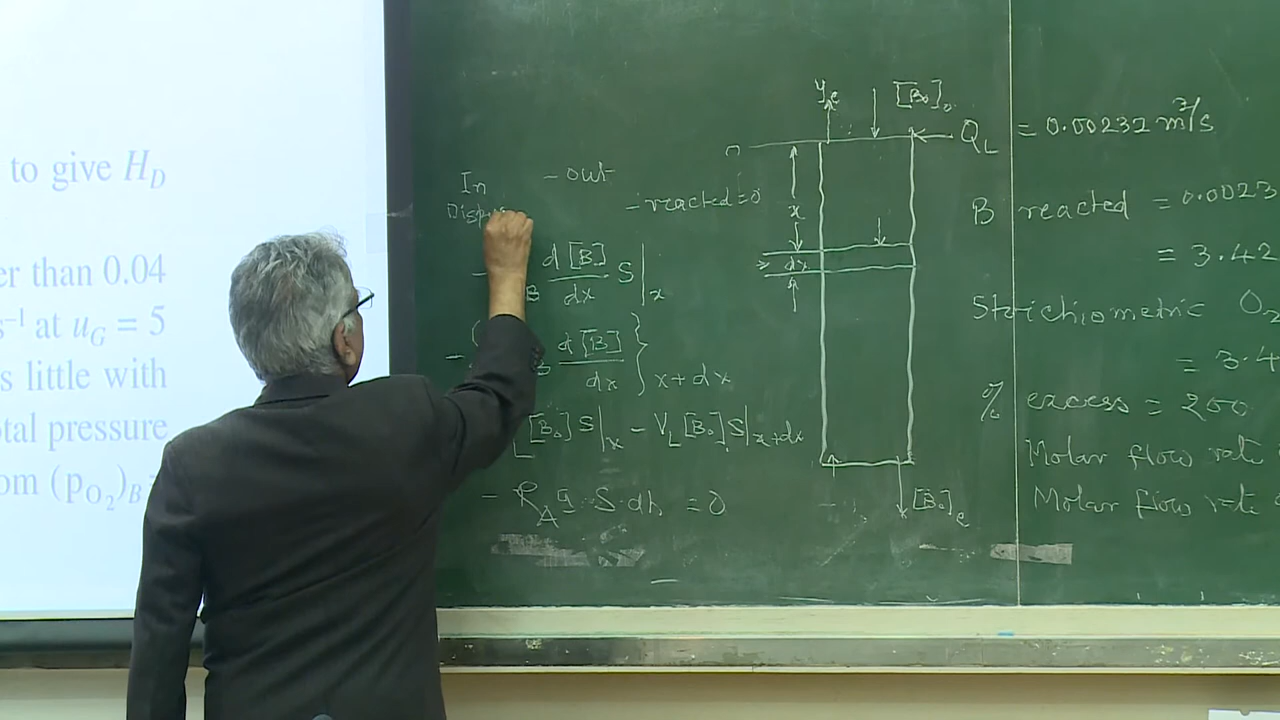 to give H_D
er than 0.04
s⁻¹ at u_G = 5
s little with
otal pressure
om (p_O₂)_B
In - out
- reacted = 0
- d[B]/dx S|_x
- d[B]/dx }_x+dx
[B₀]S|_x - V_L[B₀]S|_x+dx
- R_A g S dh = 0
y_e
[B₀]₀
Q_L = 0.00232 m³/s
x
dx
[B₀]_e
B reacted = 0.0023
= 3.42
Stoichiometric O₂
= 3.4
% excess = 200
Molar flow rate
Molar flow rate